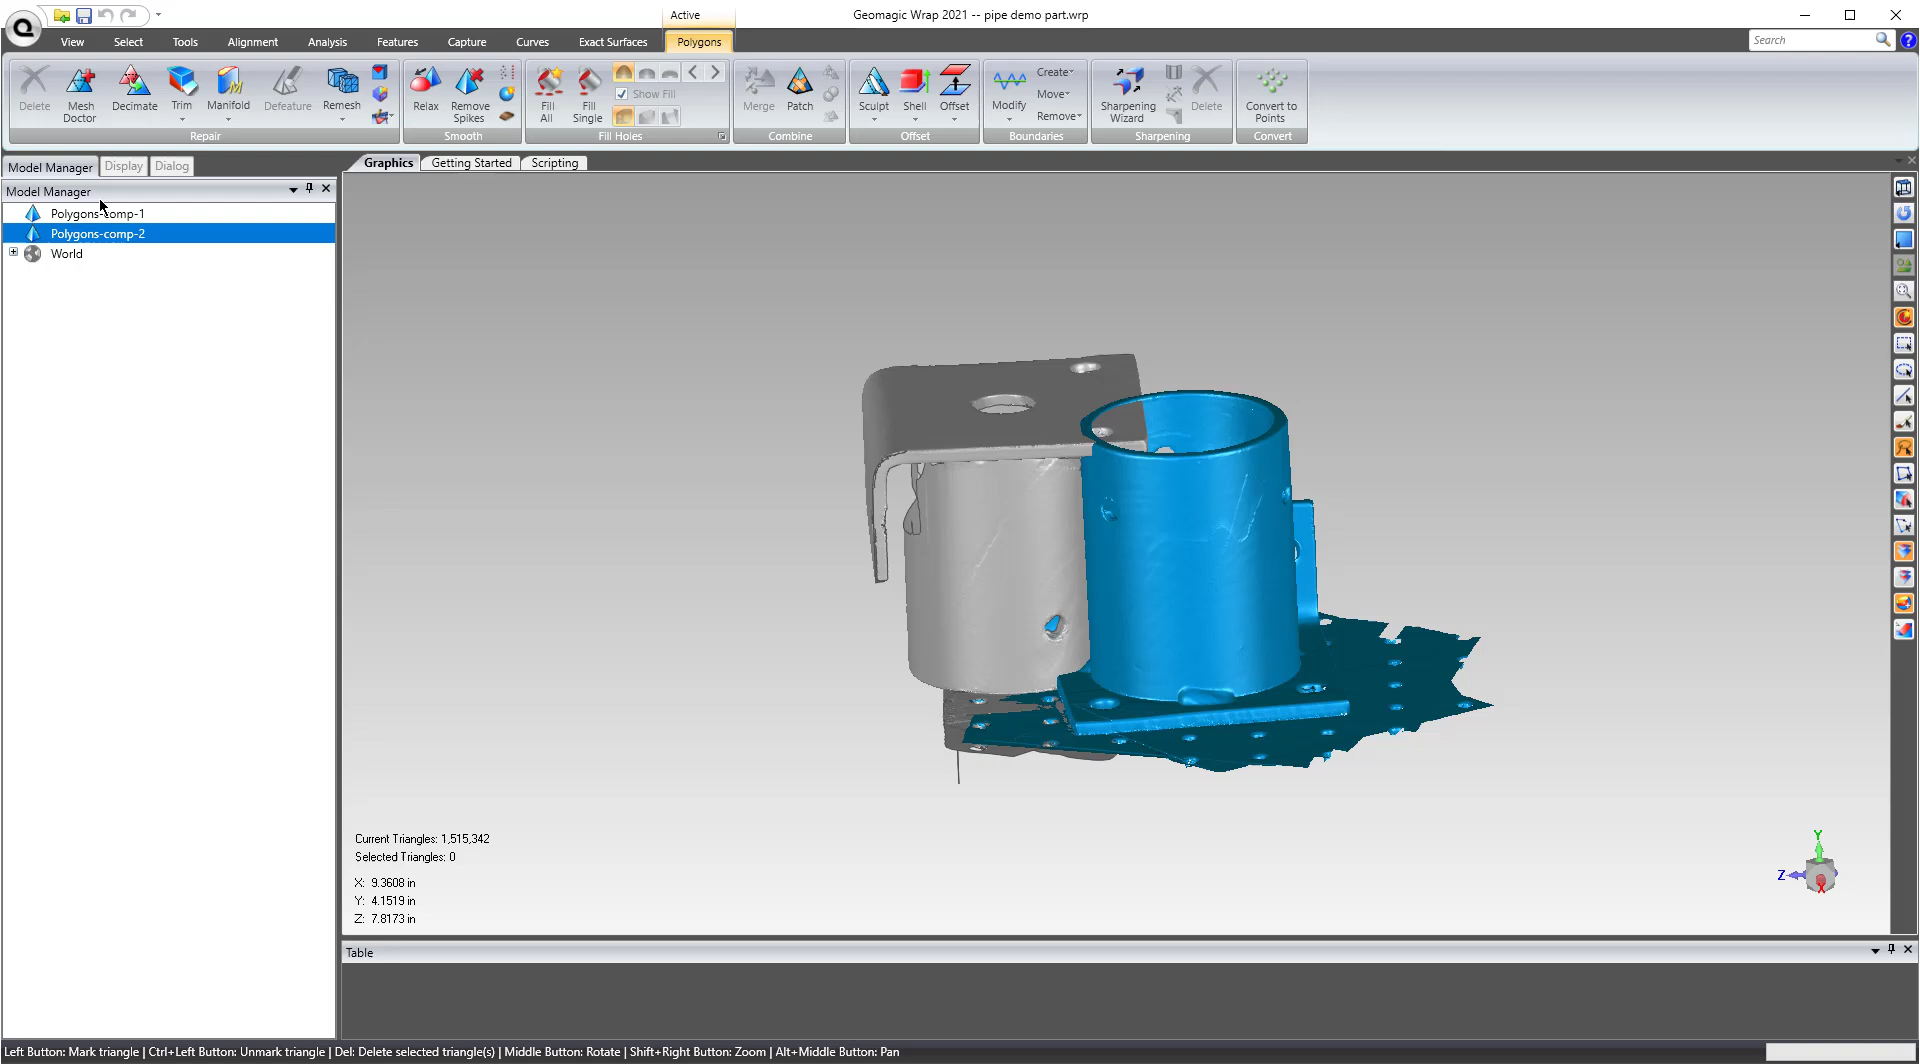 Active
Geomagic Wrap 2021 -- pipe demo part.wrp
View Select Tools Alignment Analysis Features Capture Curves Exact Surfaces Polygons
Search
Delete
Mesh Doctor
Decimate
Trim
Manifold
Defeature
Remesh
Repair
Relax
Remove Spikes
Smooth
Fill All
Fill Single
Show Fill
Fill Holes
Merge
Patch
Combine
Sculpt
Shell
Offset
Offset
Modify
Create
Move
Remove
Boundaries
Sharpening Wizard
Delete
Sharpening
Convert to Points
Convert
Model Manager Display Dialog
Graphics Getting Started Scripting
Model Manager
Polygons-comp-1
Polygons-comp-2
World
Current Triangles: 1,515,342
Selected Triangles: 0
X: 9.3608 in
Y: 4.1519 in
Z: 7.8173 in
Y
Z
X
Table
Left Button: Mark triangle | Ctrl+Left Button: Unmark triangle | Del: Delete selected triangle(s) | Middle Button: Rotate | Shift+Right Button: Zoom | Alt+Middle Button: Pan